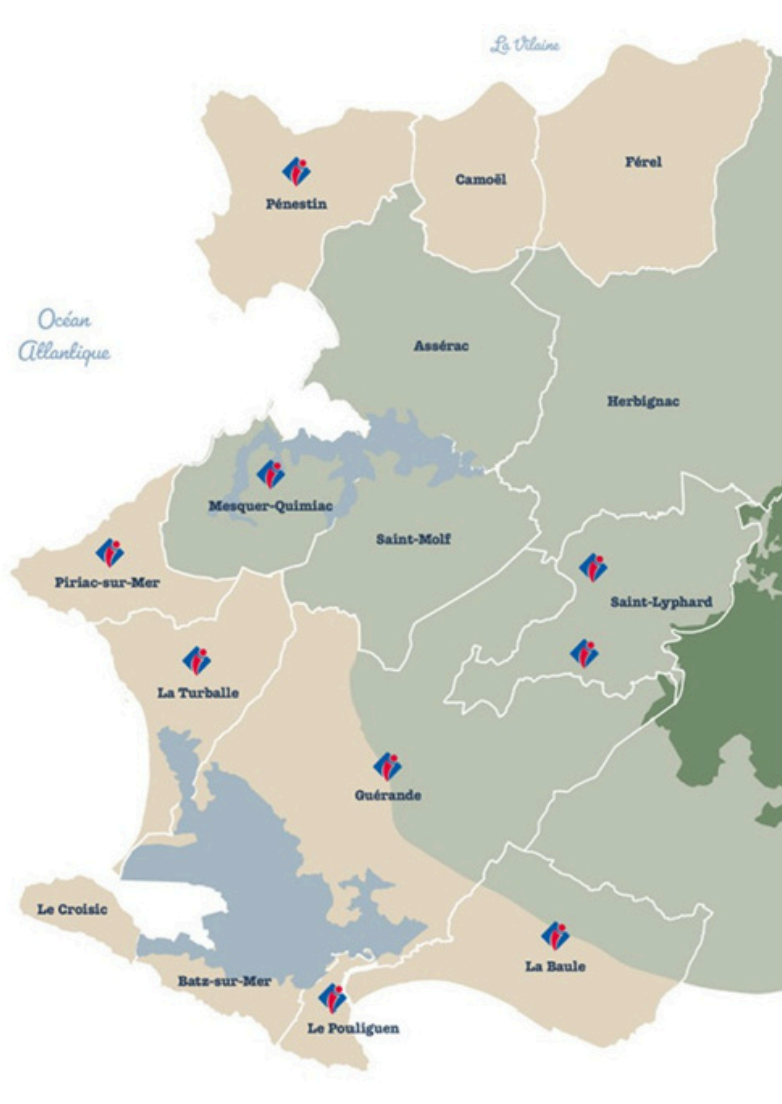 La Vilaine
Férel
Camoël
Pénestin
Océan
Atlantique
Assérac
Herbignac
Mesquer-Quimiac
Saint-Molf
Piriac-sur-Mer
Saint-Lyphard
La Turballe
Guérande
Le Croisic
La Baule
Batz-sur-Mer
Le Pouliguen